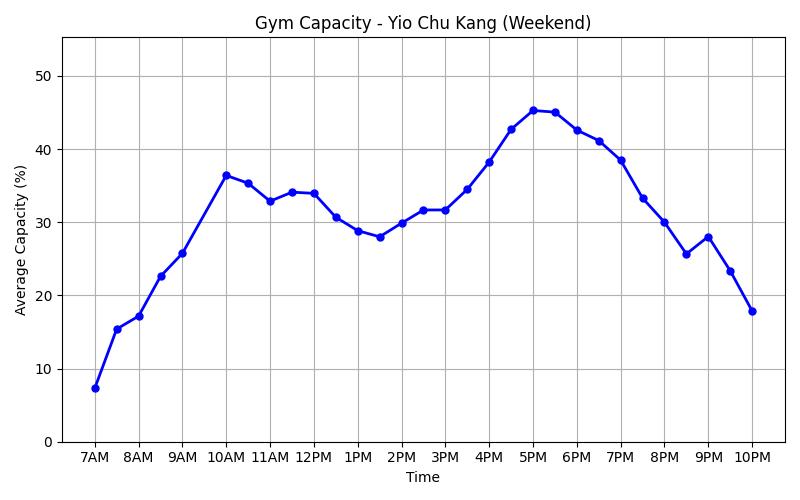 Gym Capacity - Yio Chu Kang (Weekend)
Average Capacity (%)
50
40
30
20
10
0
7AM 8AM 9AM 10AM 11AM 12PM 1PM 2PM 3PM 4PM 5PM 6PM 7PM 8PM 9PM 10PM
Time